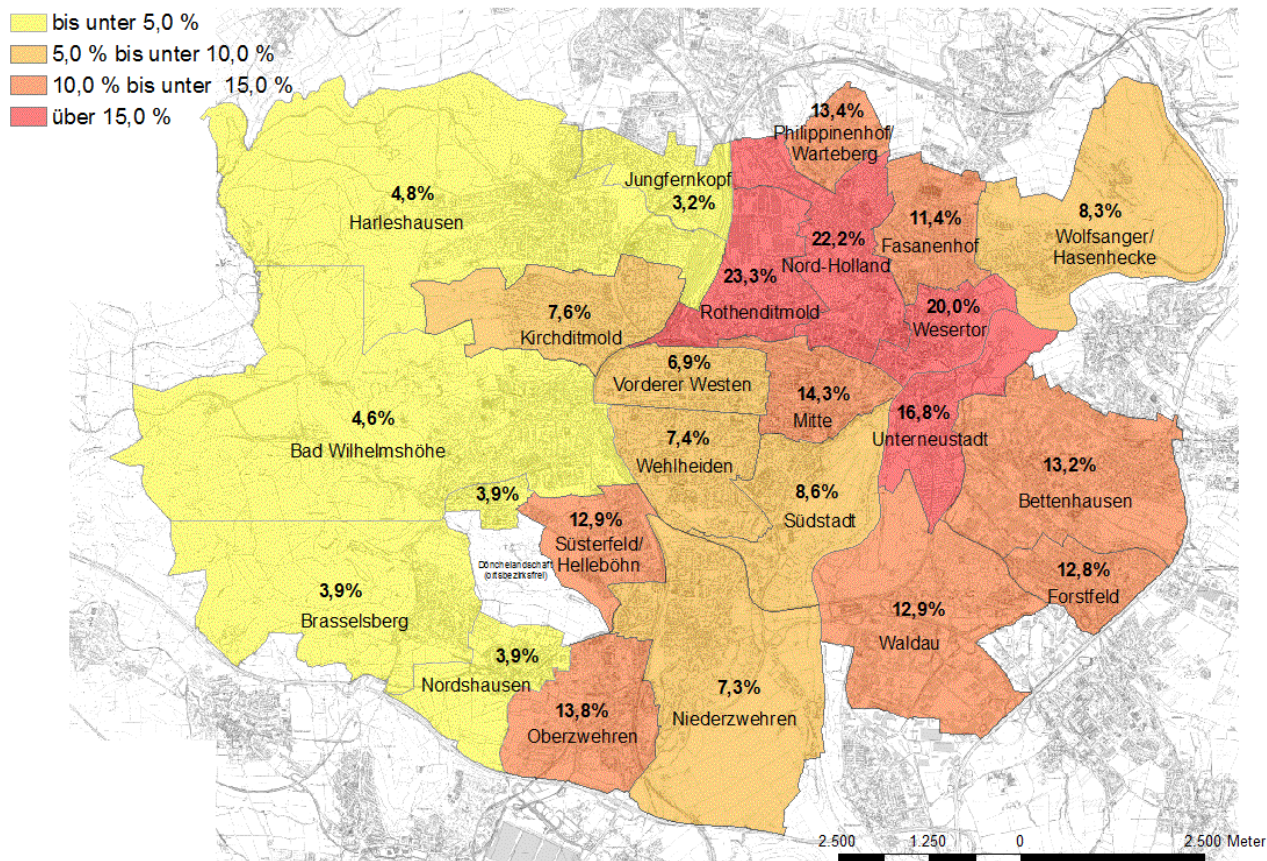 bis unter 5,0 %
5,0 % bis unter 10,0 %
10,0 % bis unter 15,0 %
über 15,0 %
13,4%
Philippinenhof/
Warteberg
Jungfernkopf
3,2%
4,8%
Harleshausen
11,4%
Fasanenhof
8,3%
Wolfsanger/
Hasenhecke
22,2%
Nord-Holland
23,3%
Rothenditmold
7,6%
Kirchditmold
20,0%
Wesertor
6,9%
Vorderer Westen
14,3%
Mitte
16,8%
Unterneustadt
4,6%
Bad Wilhelmshöhe
7,4%
Wehlheiden
13,2%
Bettenhausen
3,9%
8,6%
Südstadt
12,9%
Süsterfeld/
Helleböhn
Dönchelandschaft
(ortsbezirksfrei)
12,8%
Forstfeld
3,9%
Brasselsberg
12,9%
Waldau
3,9%
Nordshausen
7,3%
Niederzwehren
13,8%
Oberzwehren
2.500 1.250 0 2.500 Meter